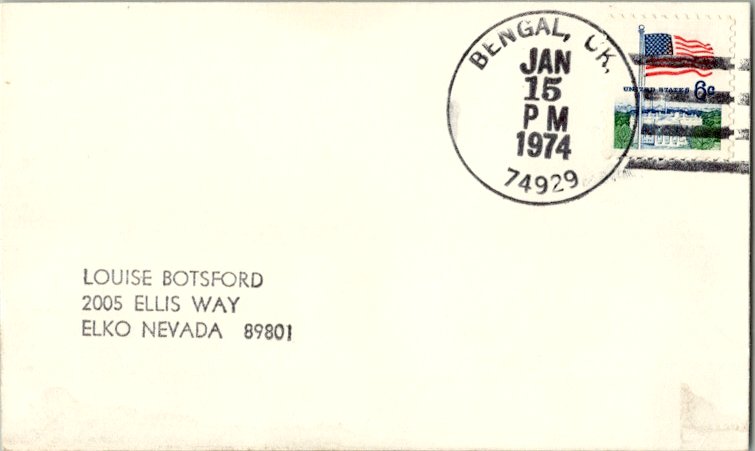 BENGAL, OK.
JAN
15
PM
1974
74929
UNITED STATES 6c
LOUISE BOTSFORD
2005 ELLIS WAY
ELKO NEVADA 89801